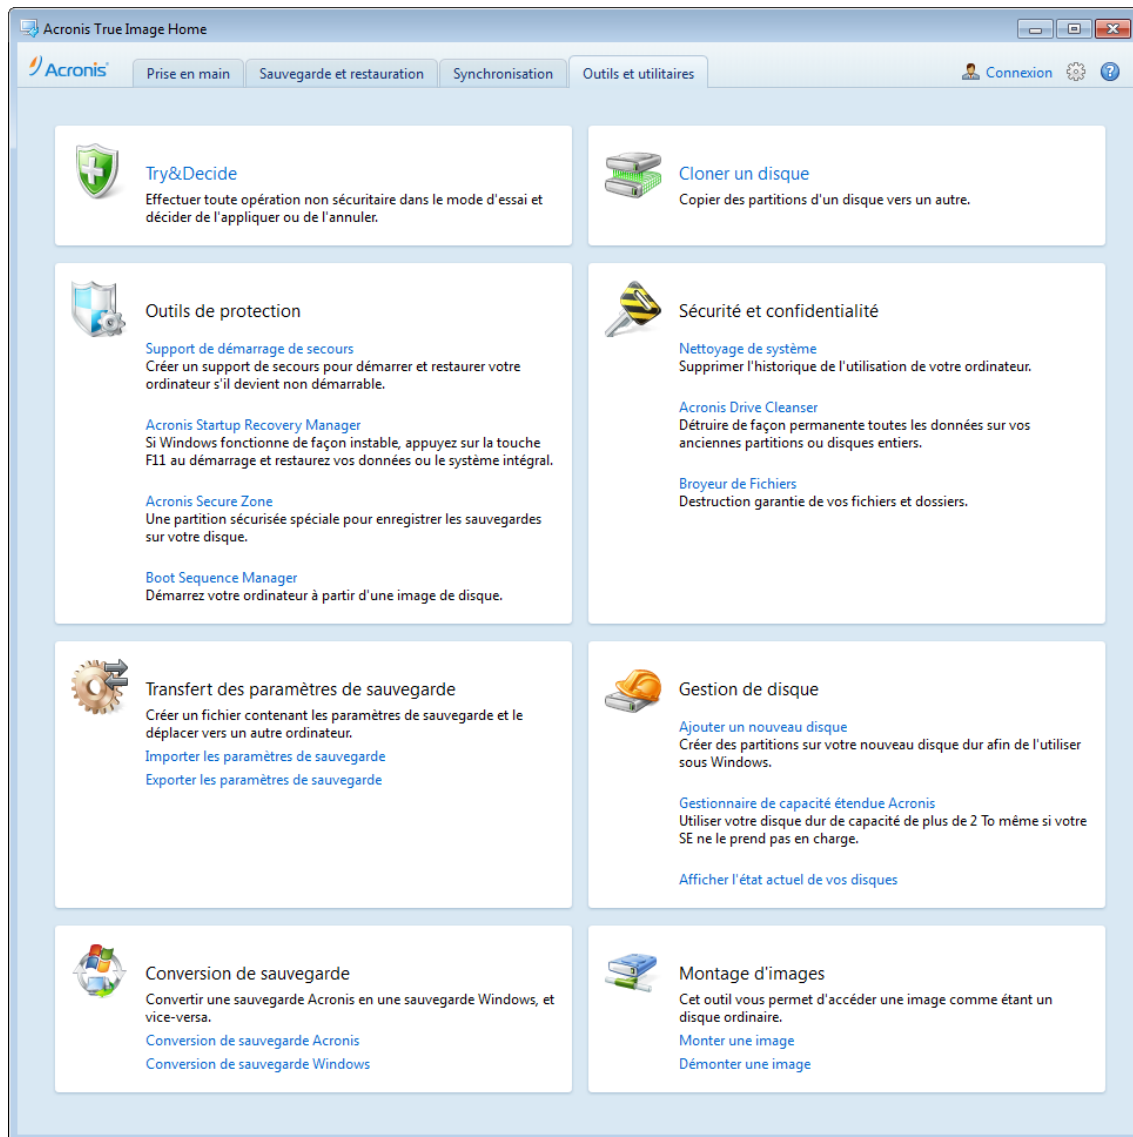 Acronis True Image Home
Acronis
Prise en main
Sauvegarde et restauration
Synchronisation
Outils et utilitaires
Connexion
?
Try&Decide
Effectuer toute opération non sécuritaire dans le mode d'essai et
décider de l'appliquer ou de l'annuler.
Cloner un disque
Copier des partitions d'un disque vers un autre.
Outils de protection
Support de démarrage de secours
Créer un support de secours pour démarrer et restaurer votre
ordinateur s'il devient non démarrable.
Acronis Startup Recovery Manager
Si Windows fonctionne de façon instable, appuyez sur la touche
F11 au démarrage et restaurez vos données ou le système intégral.
Acronis Secure Zone
Une partition sécurisée spéciale pour enregistrer les sauvegardes
sur votre disque.
Boot Sequence Manager
Démarrez votre ordinateur à partir d'une image de disque.
Sécurité et confidentialité
Nettoyage de système
Supprimer l'historique de l'utilisation de votre ordinateur.
Acronis Drive Cleanser
Détruire de façon permanente toutes les données sur vos
anciennes partitions ou disques entiers.
Broyeur de Fichiers
Destruction garantie de vos fichiers et dossiers.
Transfert des paramètres de sauvegarde
Créer un fichier contenant les paramètres de sauvegarde et le
déplacer vers un autre ordinateur.
Importer les paramètres de sauvegarde
Exporter les paramètres de sauvegarde
Gestion de disque
Ajouter un nouveau disque
Créer des partitions sur votre nouveau disque dur afin de l'utiliser
sous Windows.
Gestionnaire de capacité étendue Acronis
Utiliser votre disque dur de capacité de plus de 2 To même si votre
SE ne le prend pas en charge.
Afficher l'état actuel de vos disques
Conversion de sauvegarde
Convertir une sauvegarde Acronis en une sauvegarde Windows, et
vice-versa.
Conversion de sauvegarde Acronis
Conversion de sauvegarde Windows
Montage d'images
Cet outil vous permet d'accéder une image comme étant un
disque ordinaire.
Monter une image
Démonter une image